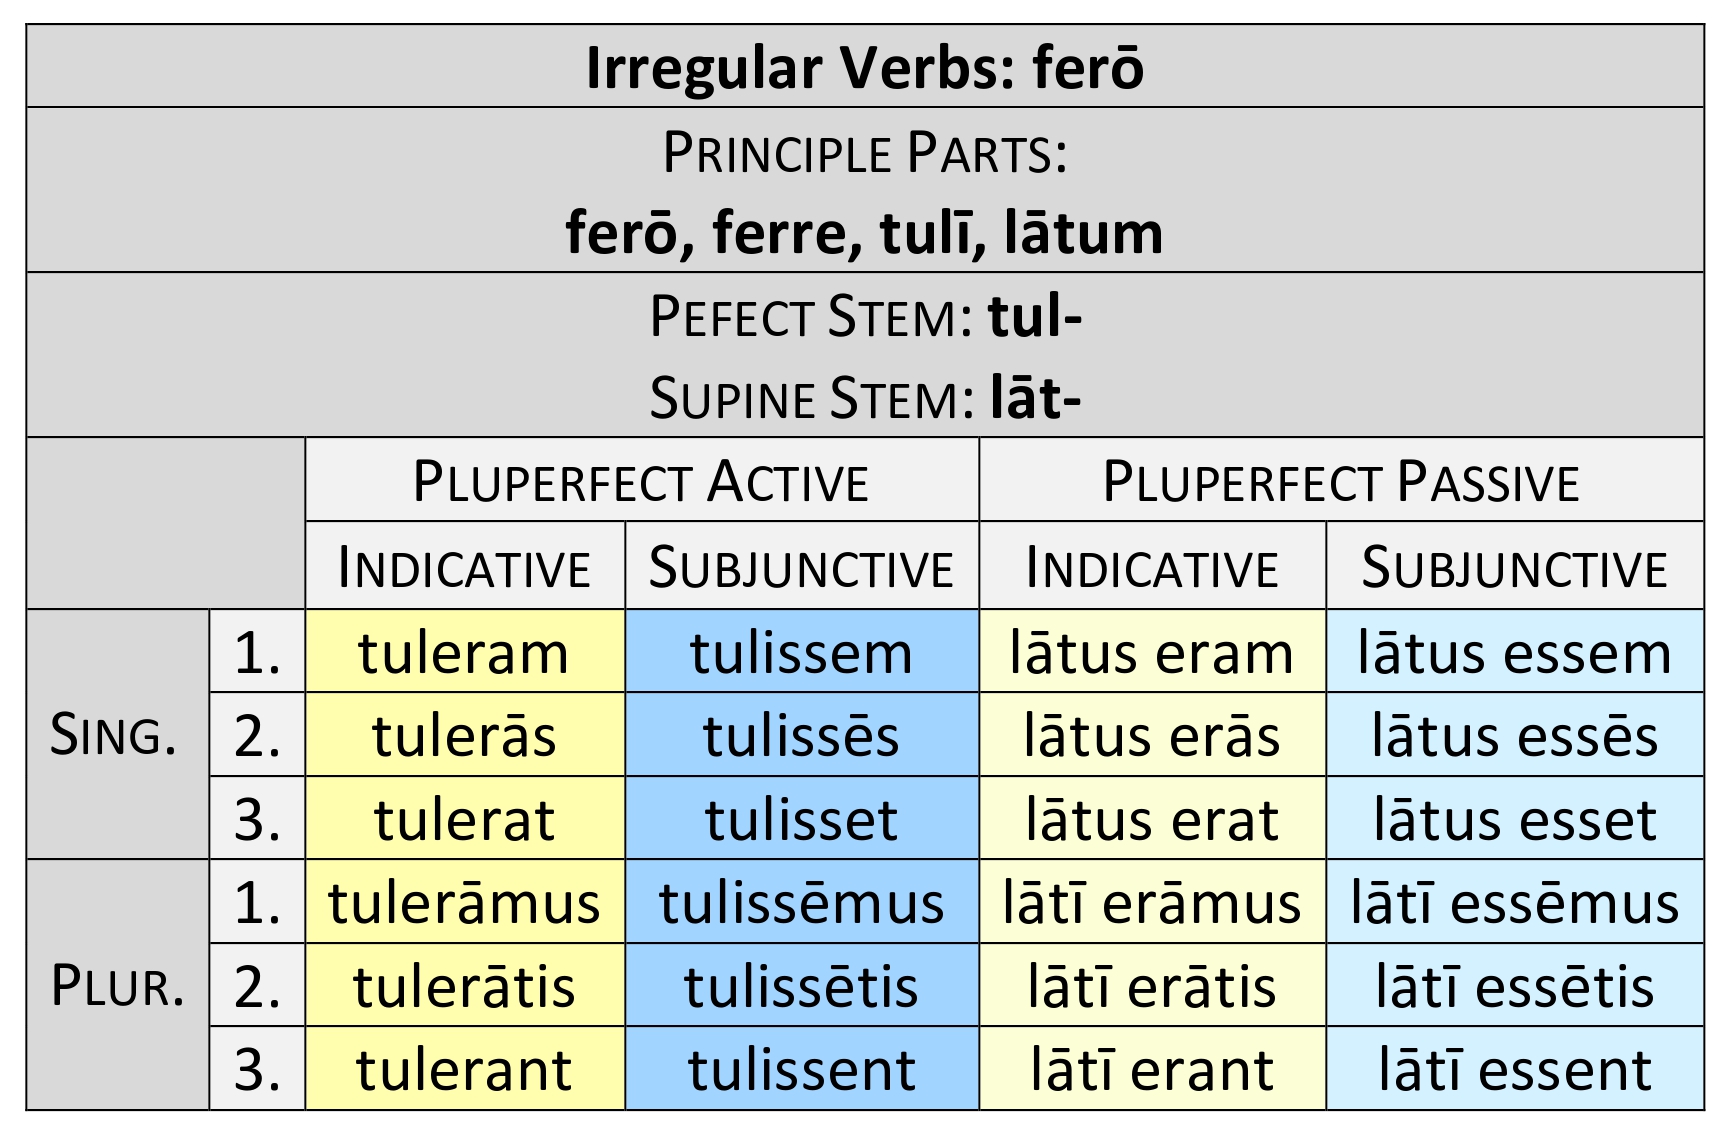 Irregular Verbs: ferō
PRINCIPLE PARTS:
ferō, ferre, tulī, lātum
PEFECT STEM: tul-
SUPINE STEM: lāt-
PLUPERFECT ACTIVE PLUPERFECT PASSIVE
INDICATIVE SUBJUNCTIVE INDICATIVE SUBJUNCTIVE
SING. 1. tuleram tulissem lātus eram lātus essem
2. tulerās tulissēs lātus erās lātus essēs
3. tulerat tulisset lātus erat lātus esset
PLUR. 1. tulerāmus tulissēmus lātī erāmus lātī essēmus
2. tulerātis tulissētis lātī erātis lātī essētis
3. tulerant tulissent lātī erant lātī essent